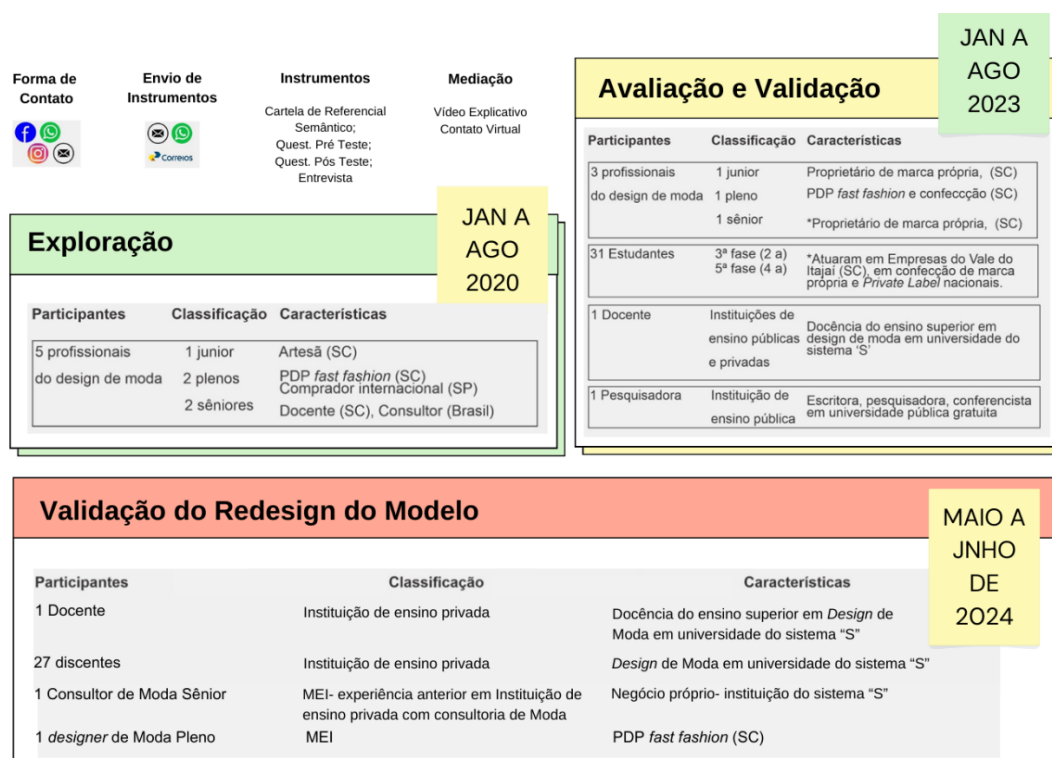 Forma de
Contato
Envio de
Instrumentos
Correios
Instrumentos
Cartela de Referencial
Semântico;
Quest. Pré Teste;
Quest. Pós Teste;
Entrevista
Mediação
Vídeo Explicativo
Contato Virtual
Exploração
JAN A
AGO
2020
Participantes Classificação Características
5 profissionais 1 junior Artesã (SC)
do design de moda 2 plenos PDP fast fashion (SC)
Comprador internacional (SP)
2 sêniores Docente (SC), Consultor (Brasil)
Avaliação e Validação
JAN A
AGO
2023
Participantes Classificação Características
3 profissionais 1 junior Proprietário de marca própria, (SC)
do design de moda 1 pleno PDP fast fashion e confeccção (SC)
1 sênior *Proprietário de marca própria, (SC)
31 Estudantes 3ª fase (2 a) *Atuaram em Empresas do Vale do
5ª fase (4 a) Itajaí (SC), em confecção de marca
própria e Private Label nacionais.
1 Docente Instituições de
ensino públicas Docência do ensino superior em
design de moda em universidade do
e privadas sistema ‘S’
1 Pesquisadora Instituição de Escritora, pesquisadora, conferencista
ensino pública em universidade pública gratuita
Validação do Redesign do Modelo
MAIO A
JNHO
DE
2024
Participantes Classificação Características
1 Docente Instituição de ensino privada Docência do ensino superior em Design de
Moda em universidade do sistema “S”
27 discentes Instituição de ensino privada Design de Moda em universidade do sistema “S”
1 Consultor de Moda Sênior MEI- experiência anterior em Instituição de Negócio próprio- instituição do sistema “S”
ensino privada com consultoria de Moda
1 designer de Moda Pleno MEI PDP fast fashion (SC)